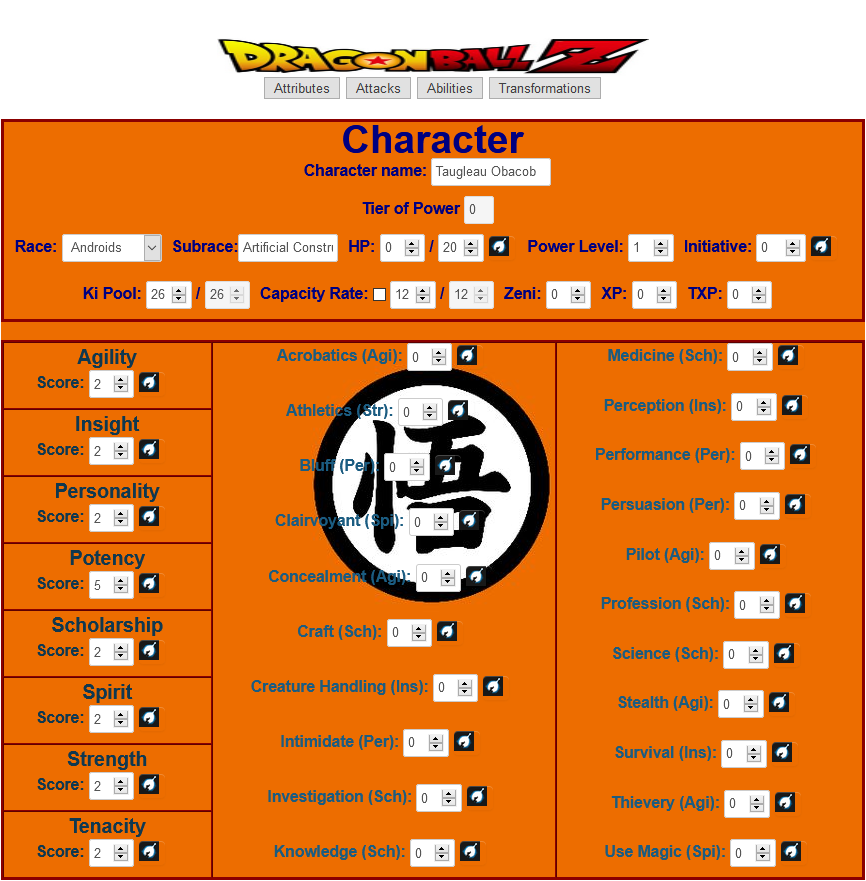 DRAGONBALL Z
Attributes Attacks Abilities Transformations
Character
Character name: Taugleau Obacob
Tier of Power 0
Race: Androids Subrace: Artificial Constru HP: 0 / 20 Power Level: 1 Initiative: 0
Ki Pool: 26 / 26 Capacity Rate: 12 / 12 Zeni: 0 XP: 0 TXP: 0
Agility
Score: 2
Insight
Score: 2
Personality
Score: 2
Potency
Score: 5
Scholarship
Score: 2
Spirit
Score: 2
Strength
Score: 2
Tenacity
Score: 2
Acrobatics (Agi): 0
Athletics (Str): 0
Bluff (Per): 0
Clairvoyant (Spi): 0
Concealment (Agi): 0
Craft (Sch): 0
Creature Handling (Ins): 0
Intimidate (Per): 0
Investigation (Sch): 0
Knowledge (Sch): 0
悟
Medicine (Sch): 0
Perception (Ins): 0
Performance (Per): 0
Persuasion (Per): 0
Pilot (Agi): 0
Profession (Sch): 0
Science (Sch): 0
Stealth (Agi): 0
Survival (Ins): 0
Thievery (Agi): 0
Use Magic (Spi): 0